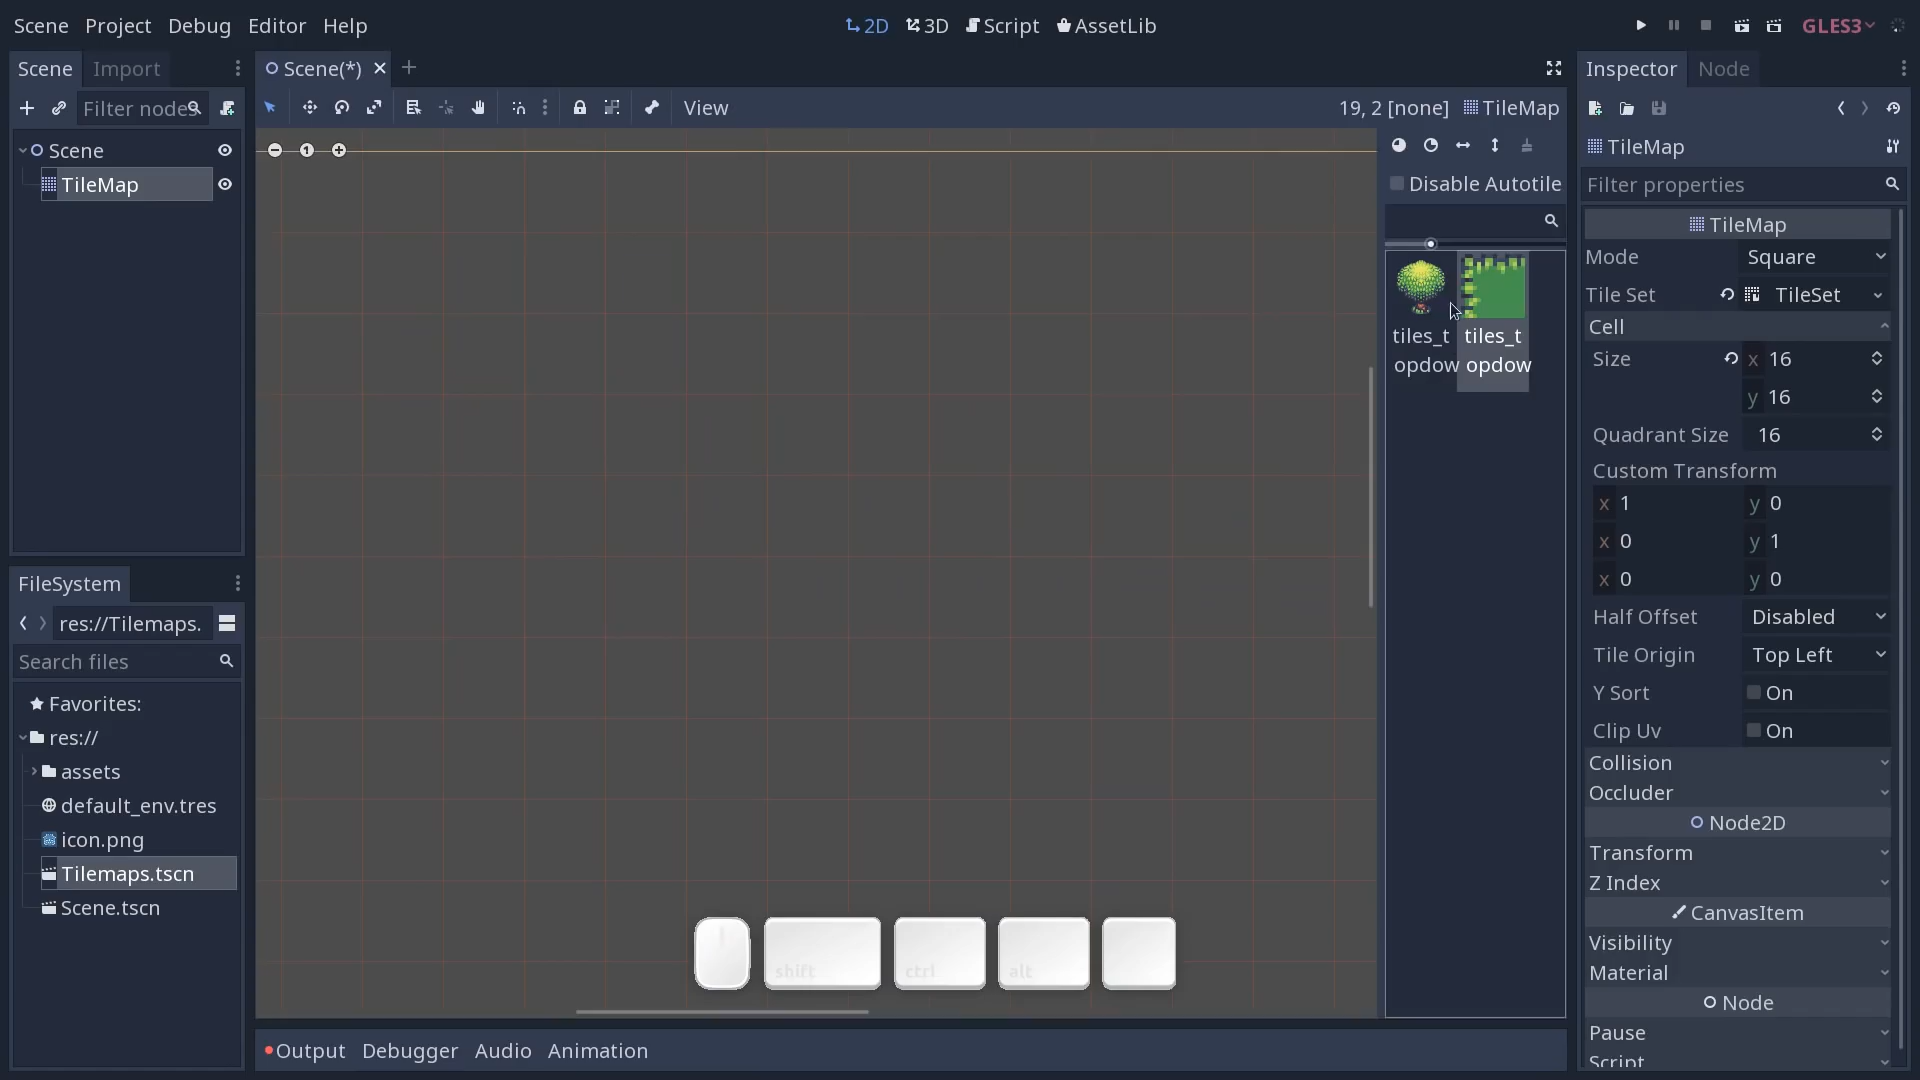 Scene Project Debug Editor Help
2D 3D Script AssetLib
GLES3
Scene Import
Filter nodes
Scene
TileMap
FileSystem
res://Tilemaps.
Search files
Favorites:
res://
assets
default_env.tres
icon.png
Tilemaps.tscn
Scene.tscn
Scene(*)
View
19, 2 [none] TileMap
Disable Autotile
tiles_t
opdow
tiles_t
opdow
shift
ctrl
alt
Output Debugger Audio Animation
Inspector Node
TileMap
Filter properties
TileMap
Mode Square
Tile Set TileSet
Cell
Size x 16
y 16
Quadrant Size 16
Custom Transform
x 1 y 0
x 0 y 1
x 0 y 0
Half Offset Disabled
Tile Origin Top Left
Y Sort On
Clip Uv On
Collision
Occluder
Node2D
Transform
Z Index
CanvasItem
Visibility
Material
Node
Pause
Script